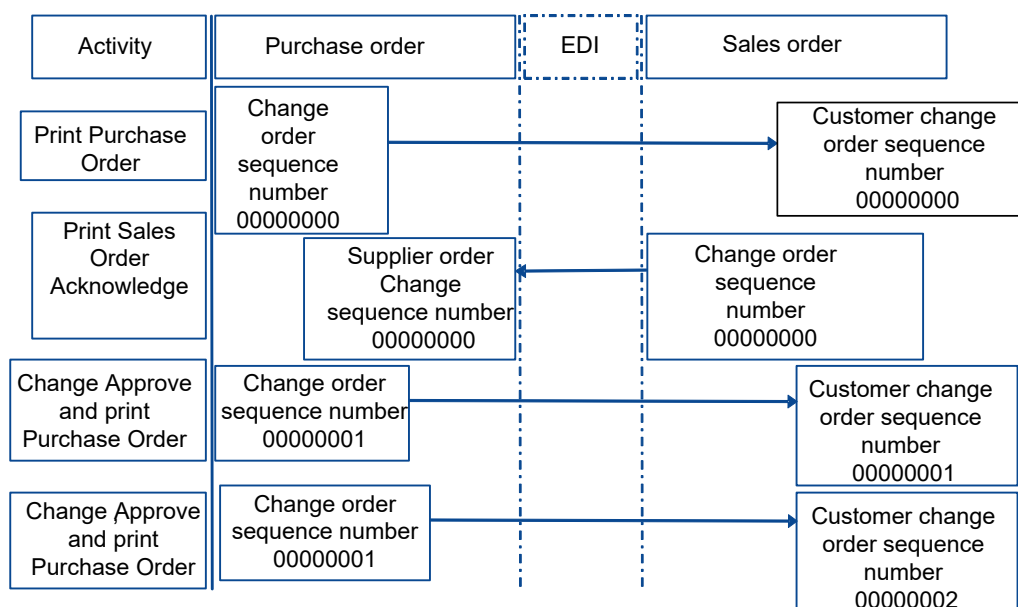 Activity
Purchase order
EDI
Sales order
Print Purchase
Order
Change
order
sequence
number
00000000
Customer change
order sequence
number
00000000
Print Sales
Order
Acknowledge
Supplier order
Change
sequence number
00000000
Change order
sequence
number
00000000
Change Approve
and print
Purchase Order
Change order
sequence number
00000001
Customer change
order sequence
number
00000001
Change, Approve
and print
Purchase Order
Change order
sequence number
00000001
Customer change
order sequence
number
00000002